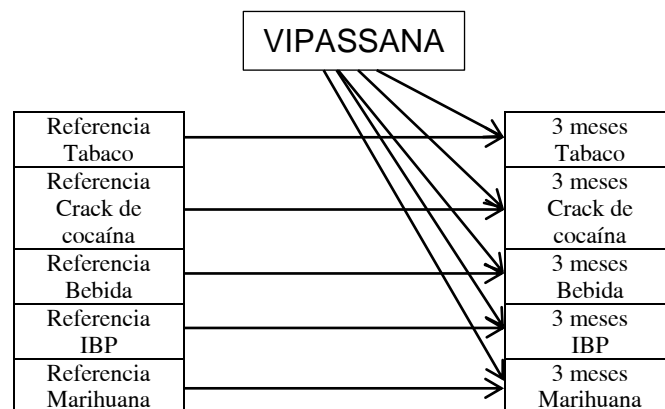 VIPASSANA
Referencia
Tabaco
3 meses
Tabaco
Referencia
Crack de
cocaína
3 meses
Crack de
cocaína
Referencia
Bebida
3 meses
Bebida
Referencia
IBP
3 meses
IBP
Referencia
Marihuana
3 meses
Marihuana